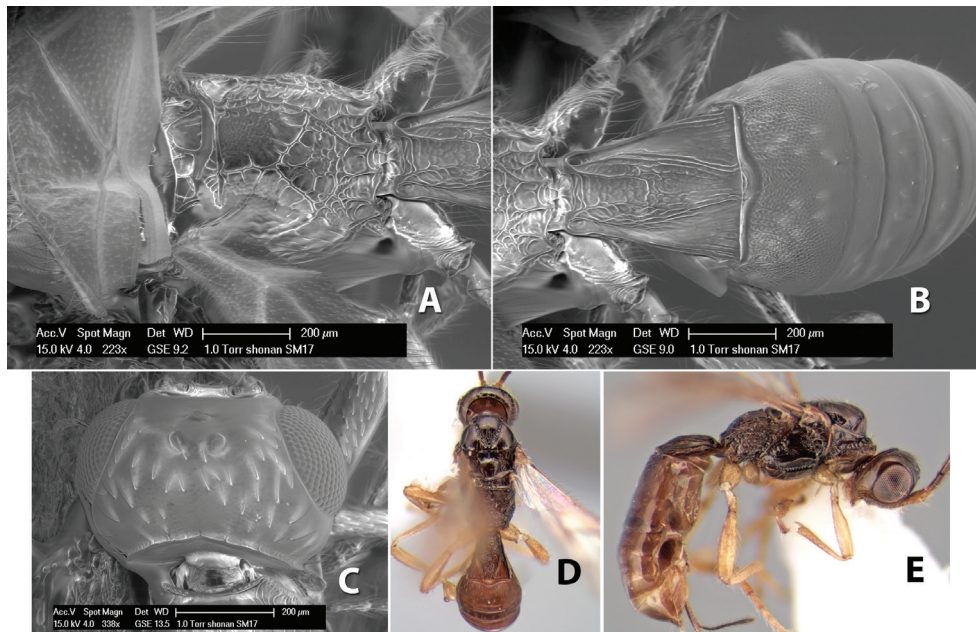 A
Acc.V Spot Magn Det WD 200 µm
15.0 kV 4.0 223x GSE 9.2 1.0 Torr shonan SM17
B
Acc.V Spot Magn Det WD 200 µm
15.0 kV 4.0 223x GSE 9.0 1.0 Torr shonan SM17
C
Acc.V Spot Magn Det WD 200 µm
15.0 kV 4.0 338x GSE 13.5 1.0 Torr shonan SM17
D
E